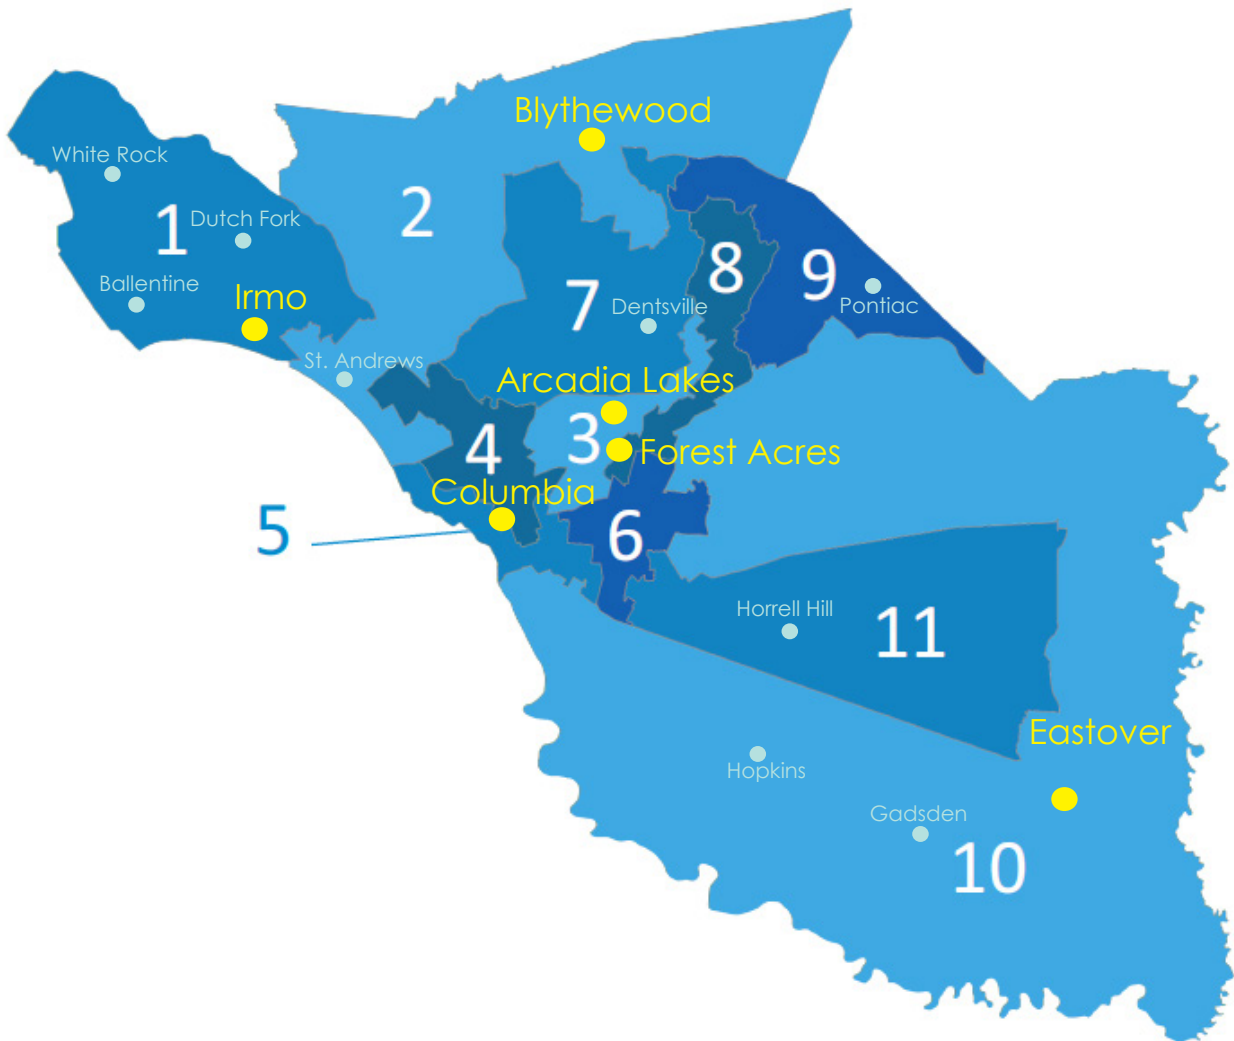 Blythewood
White Rock
2
1
Dutch Fork
8
9
Ballentine
Irmo
7
Dentsville
Pontiac
St. Andrews
Arcadia Lakes
4
3
Forest Acres
Columbia
5
6
Horrell Hill
11
Eastover
Hopkins
Gadsden
10